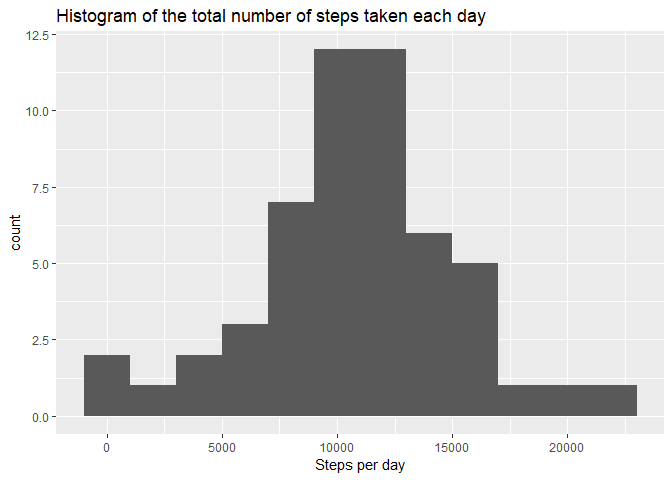 Histogram of the total number of steps taken each day
12.5
10.0
7.5
5.0
2.5
0.0
count
0 5000 10000 15000 20000
Steps per day